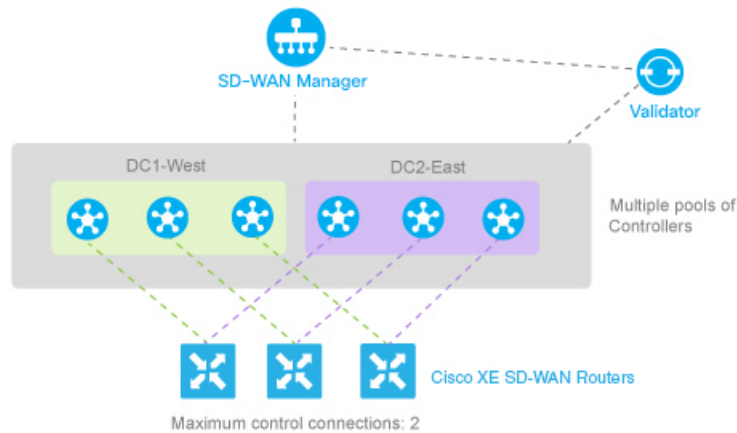 SD-WAN Manager
Validator
DC1-West
DC2-East
Multiple pools of
Controllers
Cisco XE SD-WAN Routers
Maximum control connections: 2